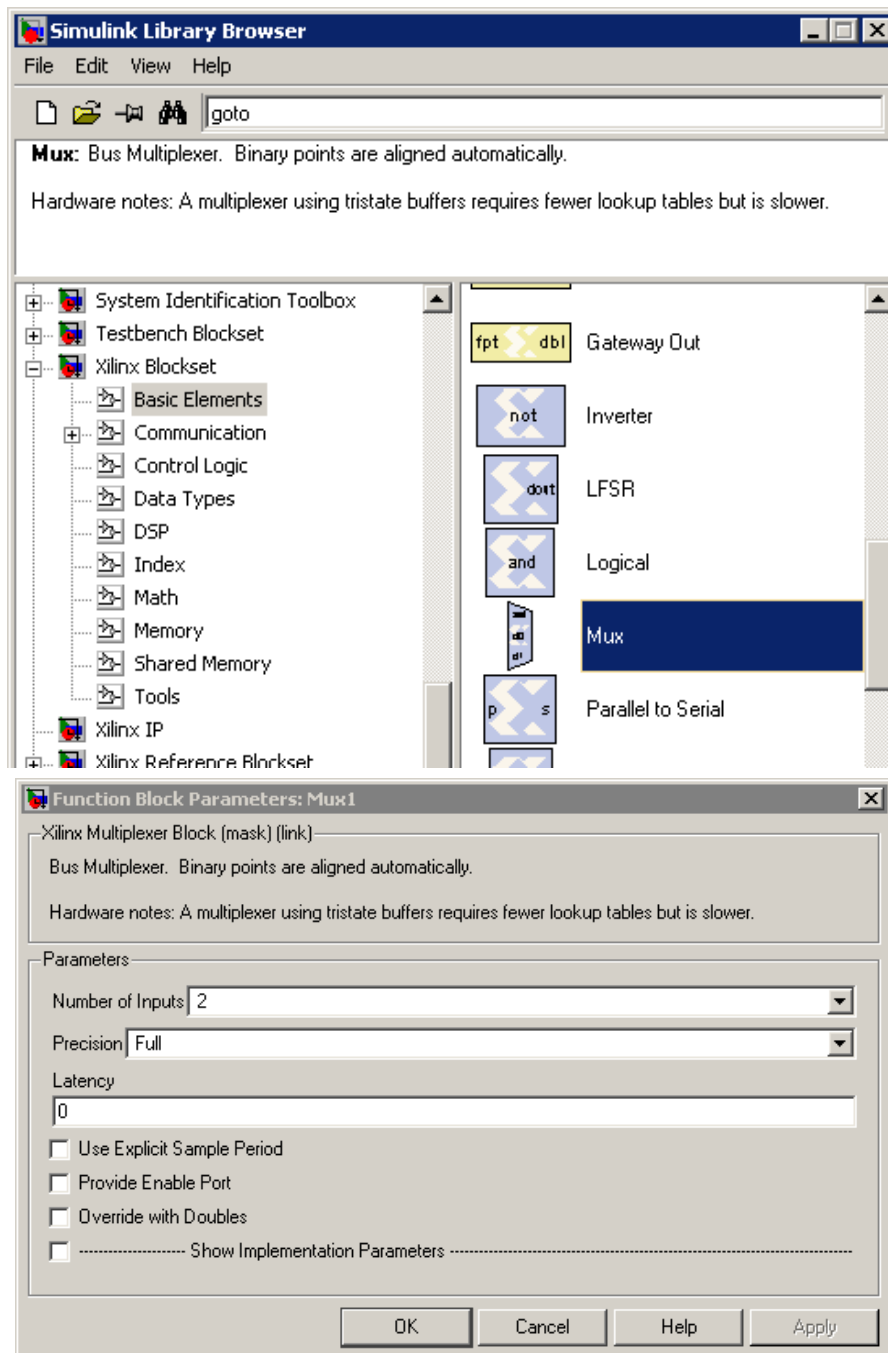 Simulink Library Browser
File Edit View Help
goto
Mux: Bus Multiplexer. Binary points are aligned automatically.
Hardware notes: A multiplexer using tristate buffers requires fewer lookup tables but is slower.
System Identification Toolbox
Testbench Blockset
Xilinx Blockset
Basic Elements
Communication
Control Logic
Data Types
DSP
Index
Math
Memory
Shared Memory
Tools
Xilinx IP
Xilinx Reference Blockset
fpt dbl Gateway Out
not Inverter
dout LFSR
and Logical
d0
d1
Mux
p s Parallel to Serial
Function Block Parameters: Mux1
Xilinx Multiplexer Block (mask) (link)
Bus Multiplexer. Binary points are aligned automatically.
Hardware notes: A multiplexer using tristate buffers requires fewer lookup tables but is slower.
Parameters
Number of Inputs 2
Precision Full
Latency
0
Use Explicit Sample Period
Provide Enable Port
Override with Doubles
-------------------- Show Implementation Parameters --------------------
OK Cancel Help Apply